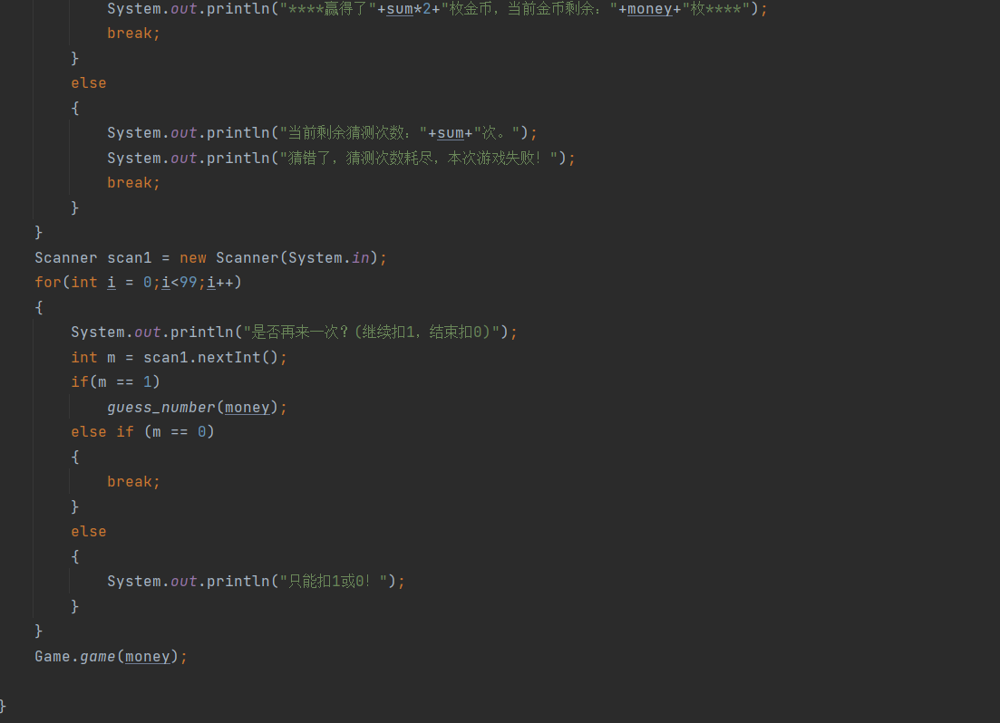 System.out.println("****赢得了"+sum*2+"枚金币，当前金币剩余："+money+"枚****");
break;
}
else
{
System.out.println("当前剩余猜测次数："+sum+"次。");
System.out.println("猜错了，猜测次数耗尽，本次游戏失败！");
break;
}
}
Scanner scan1 = new Scanner(System.in);
for(int i = 0;i<99;i++)
{
System.out.println("是否再来一次？(继续扣1，结束扣0)");
int m = scan1.nextInt();
if(m == 1)
guess_number(money);
else if (m == 0)
{
break;
}
else
{
System.out.println("只能扣1或0！");
}
}
Game.game(money);
}